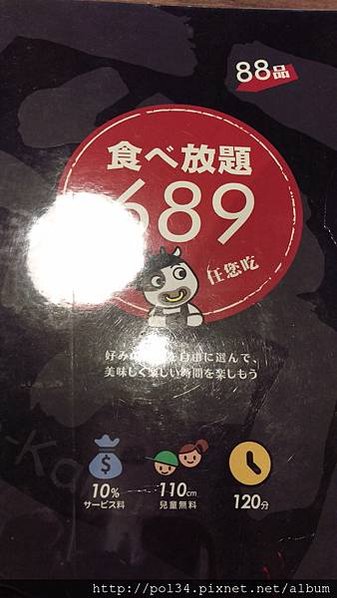 88品
食べ放題
689
任您吃
好み を自由に選んで、
美味しく楽しい時間を楽しもう
10% 110cm 120分
サービス料 兒童無料
http://pol34.pixnet.net/album